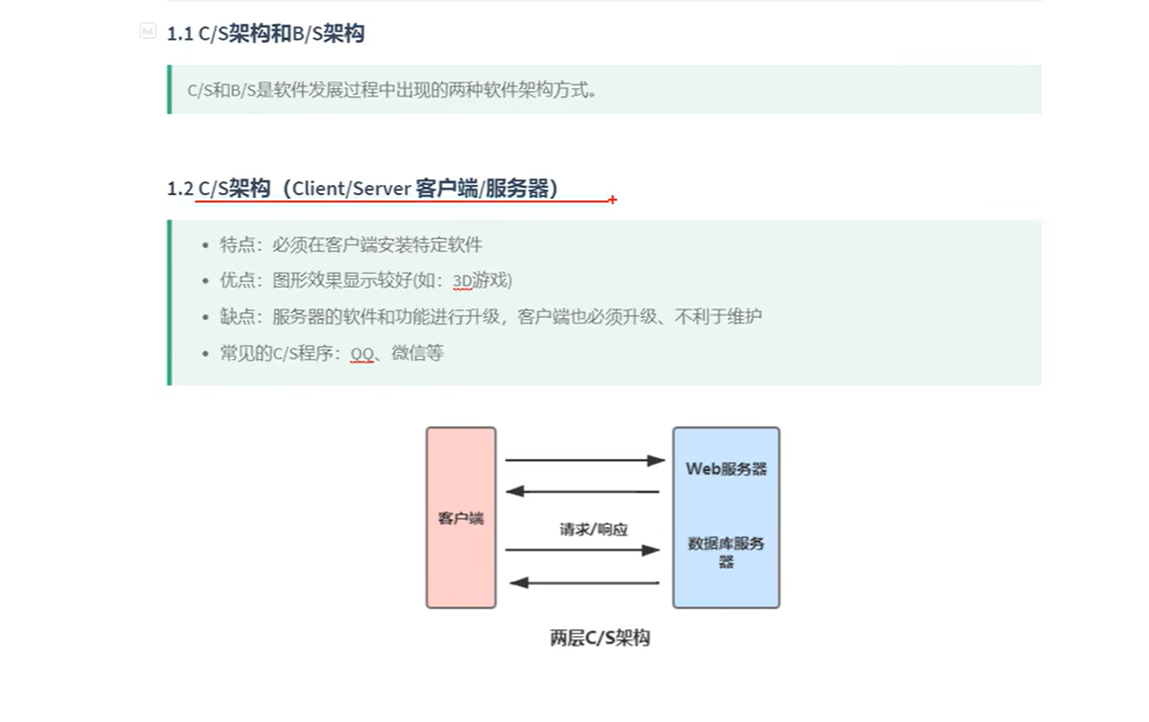 1.1 C/S架构和B/S架构
C/S和B/S是软件发展过程中出现的两种软件架构方式。
1.2 C/S架构（Client/Server 客户端/服务器）
• 特点：必须在客户端安装特定软件
• 优点：图形效果显示较好(如：3D游戏)
• 缺点：服务器的软件和功能进行升级，客户端也必须升级、不利于维护
• 常见的C/S程序：QQ、微信等
Web服务器
客户端
请求/响应
数据库服务
器
两层C/S架构